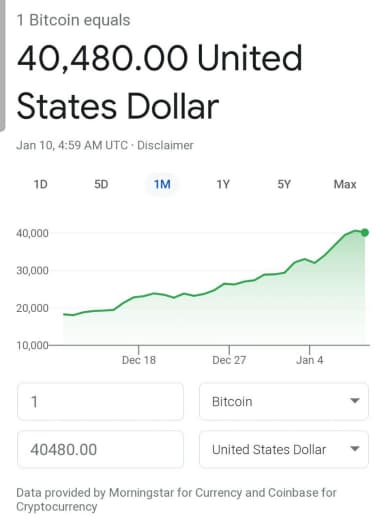 1 Bitcoin equals
40,480.00 United
States Dollar
Jan 10, 4:59 AM UTC · Disclaimer
1D 5D 1M 1Y 5Y Max
40,000
30,000
20,000
10,000
Dec 18 Dec 27 Jan 4
1 Bitcoin
40480.00 United States Dollar
Data provided by Morningstar for Currency and Coinbase for
Cryptocurrency